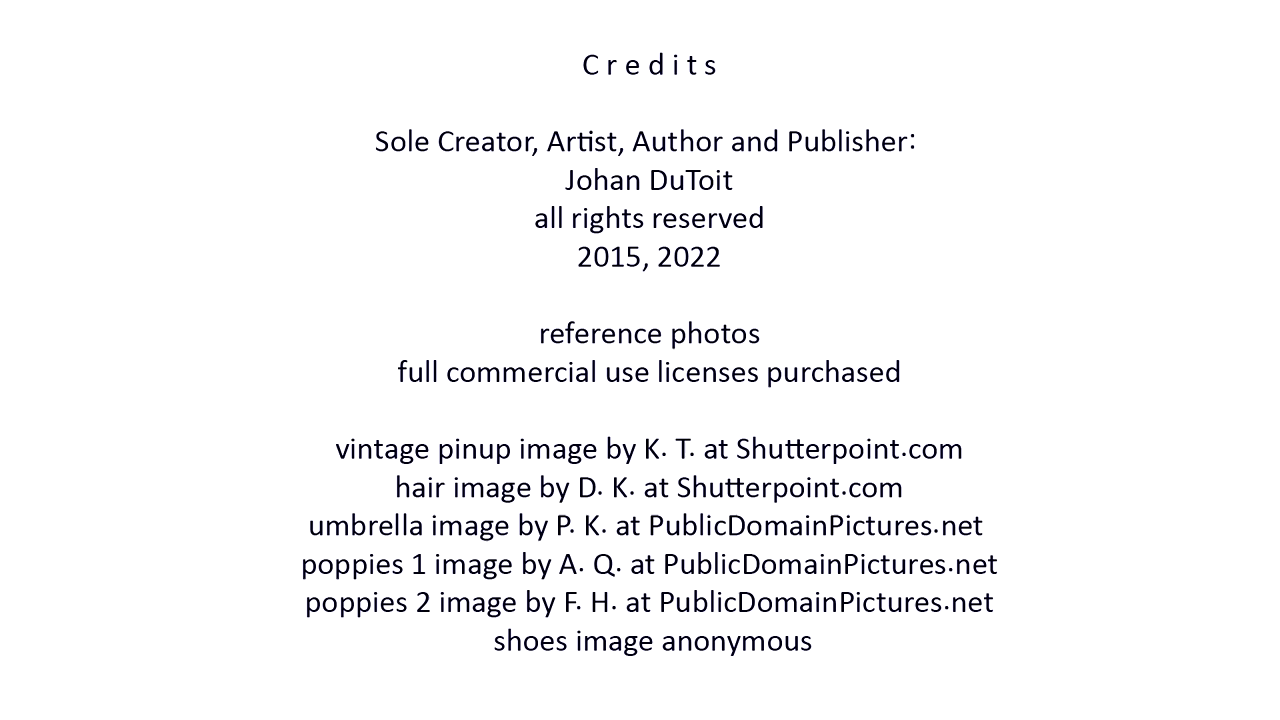 C r e d i t s
Sole Creator, Artist, Author and Publisher:
Johan DuToit
all rights reserved
2015, 2022
reference photos
full commercial use licenses purchased
vintage pinup image by K. T. at Shutterpoint.com
hair image by D. K. at Shutterpoint.com
umbrella image by P. K. at PublicDomainPictures.net
poppies 1 image by A. Q. at PublicDomainPictures.net
poppies 2 image by F. H. at PublicDomainPictures.net
shoes image anonymous